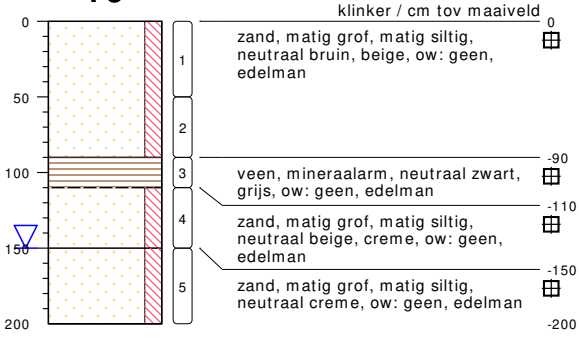 klinker / cm tov maaiveld
0
0
zand, matig grof, matig siltig,
neutraal bruin, beige, ow: geen,
edelman
1
50
2
-90
100
3
veen, mineraalarm, neutraal zwart,
grijs, ow: geen, edelman
-110
4
zand, matig grof, matig siltig,
neutraal beige, creme, ow: geen,
edelman
150
-150
5
zand, matig grof, matig siltig,
neutraal creme, ow: geen, edelman
200
-200